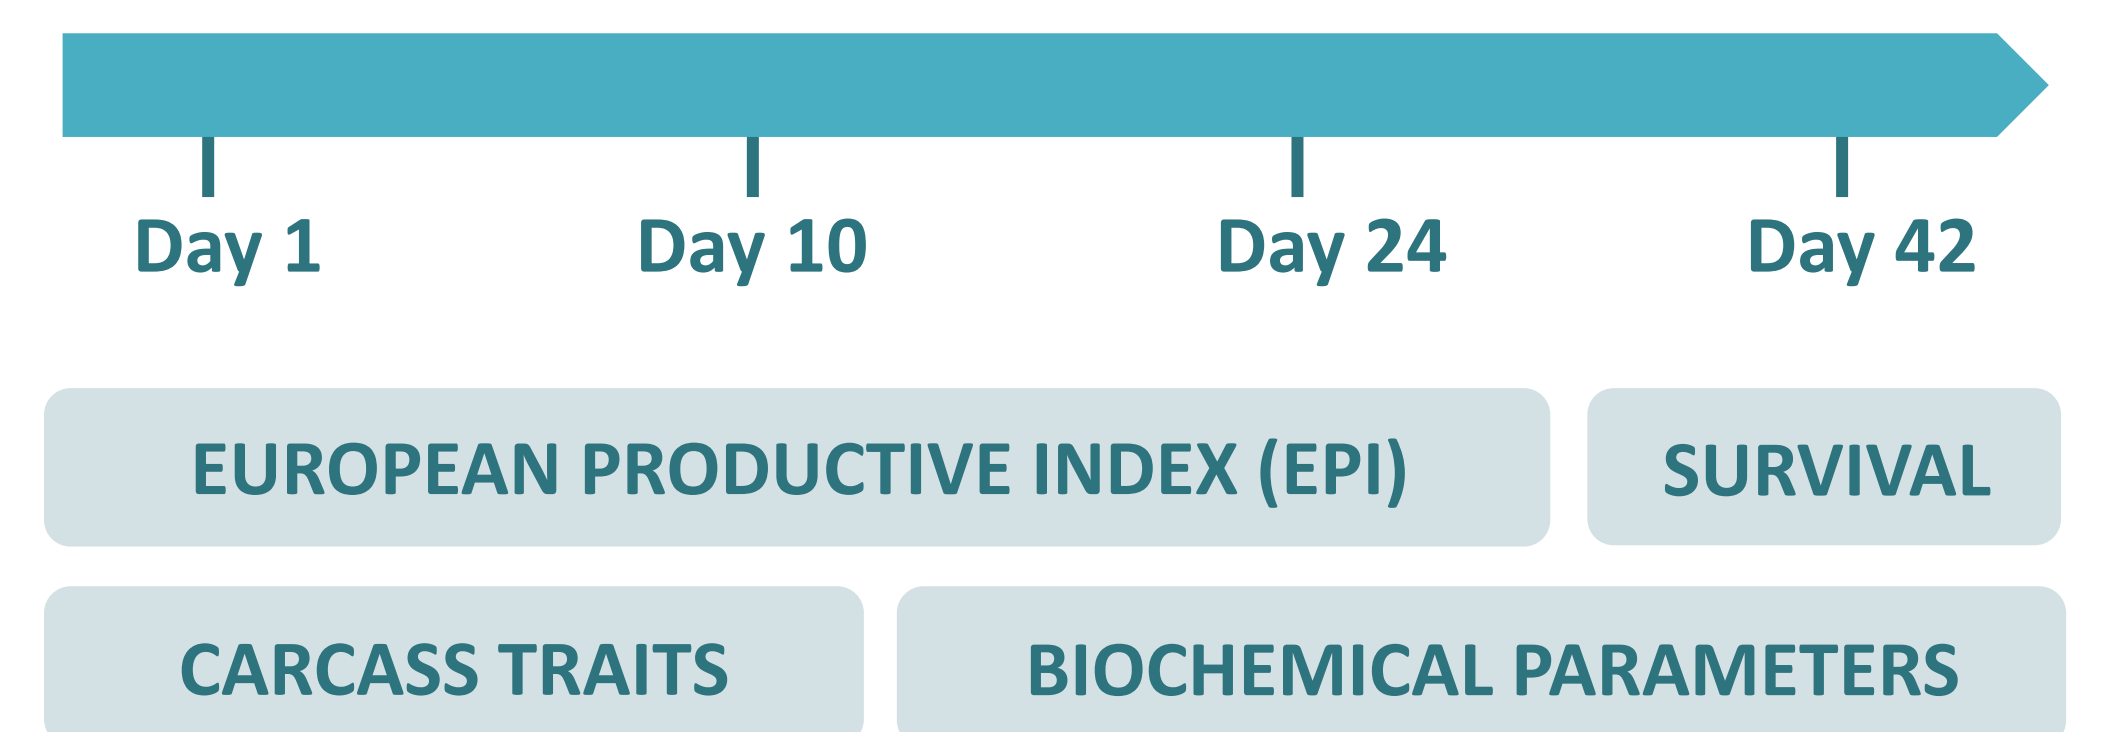 Day 1 Day 10 Day 24 Day 42
EUROPEAN PRODUCTIVE INDEX (EPI) SURVIVAL
CARCASS TRAITS BIOCHEMICAL PARAMETERS